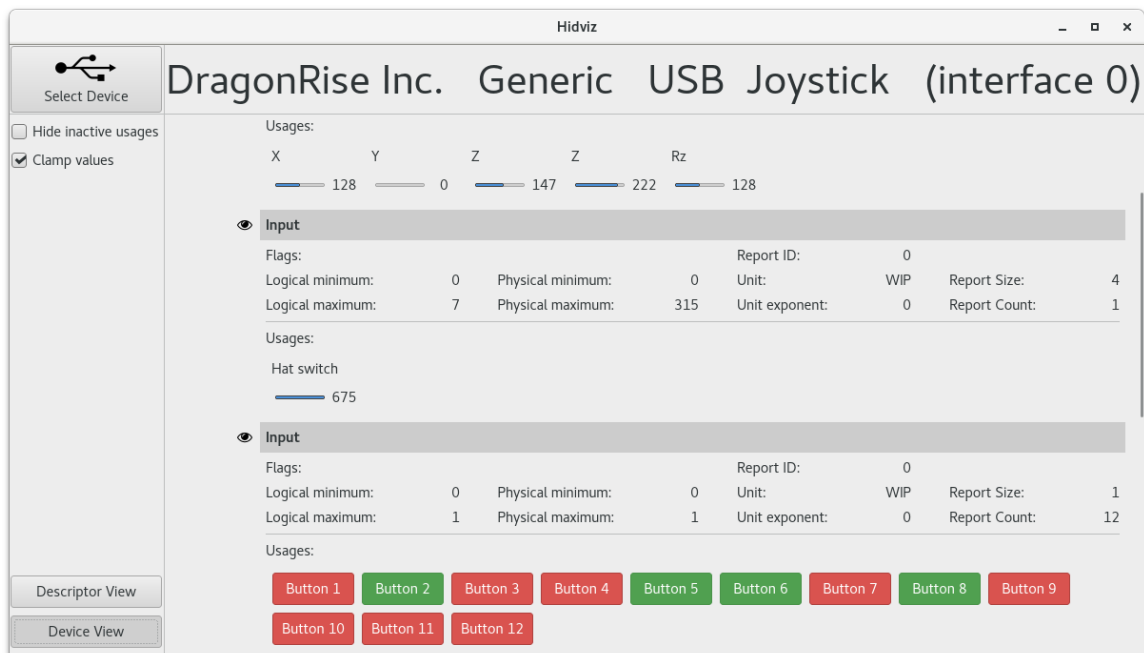 Hidviz
Select Device
DragonRise Inc. Generic USB Joystick (interface 0)
Hide inactive usages
Clamp values
Usages:
X Y Z Z Rz
128 0 147 222 128
Input
Flags: Report ID: 0
Logical minimum: 0 Physical minimum: 0 Unit: WIP Report Size: 4
Logical maximum: 7 Physical maximum: 315 Unit exponent: 0 Report Count: 1
Usages:
Hat switch
675
Input
Flags: Report ID: 0
Logical minimum: 0 Physical minimum: 0 Unit: WIP Report Size: 1
Logical maximum: 1 Physical maximum: 1 Unit exponent: 0 Report Count: 12
Usages:
Button 1 Button 2 Button 3 Button 4 Button 5 Button 6 Button 7 Button 8 Button 9
Button 10 Button 11 Button 12
Descriptor View
Device View